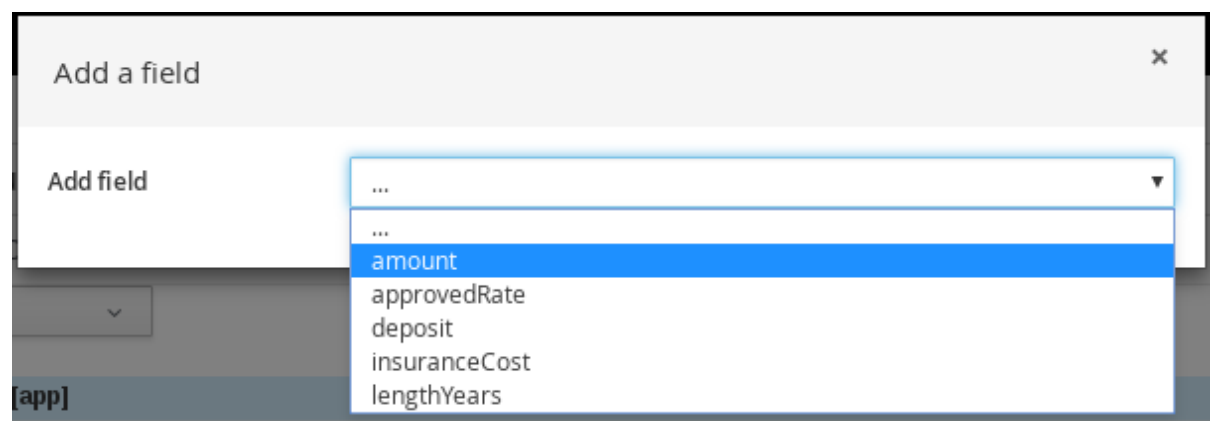 Add a field
×
Add field
...
...
amount
approvedRate
deposit
insuranceCost
lengthYears
[app]